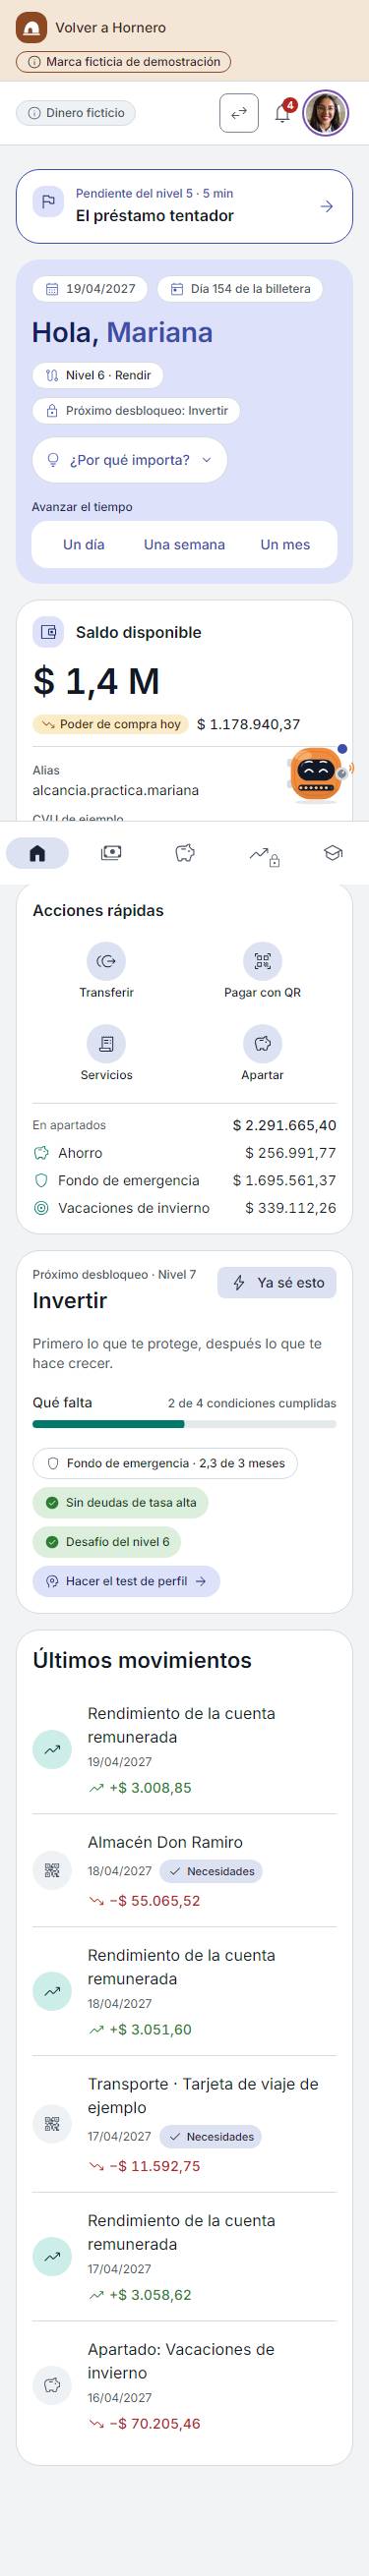 Volver a Hornero
Marca ficticia de demostración
Dinero ficticio
4
Pendiente del nivel 5 · 5 min
El préstamo tentador
19/04/2027
Día 154 de la billetera
Hola, Mariana
Nivel 6 · Rendir
Próximo desbloqueo: Invertir
¿Por qué importa?
Avanzar el tiempo
Un día
Una semana
Un mes
Saldo disponible
$ 1,4 M
Poder de compra hoy
$ 1.178.940,37
Alias
alcancia.practica.mariana
CVU de ejemplo
Acciones rápidas
Transferir
Pagar con QR
Servicios
Apartar
En apartados
$ 2.291.665,40
Ahorro
$ 256.991,77
Fondo de emergencia
$ 1.695.561,37
Vacaciones de invierno
$ 339.112,26
Próximo desbloqueo · Nivel 7
Invertir
Ya sé esto
Primero lo que te protege, después lo que te
hace crecer.
Qué falta
2 de 4 condiciones cumplidas
Fondo de emergencia · 2,3 de 3 meses
Sin deudas de tasa alta
Desafío del nivel 6
Hacer el test de perfil
Últimos movimientos
Rendimiento de la cuenta
remunerada
19/04/2027
+$ 3.008,85
Almacén Don Ramiro
18/04/2027
Necesidades
−$ 55.065,52
Rendimiento de la cuenta
remunerada
18/04/2027
+$ 3.051,60
Transporte · Tarjeta de viaje de
ejemplo
17/04/2027
Necesidades
−$ 11.592,75
Rendimiento de la cuenta
remunerada
17/04/2027
+$ 3.058,62
Apartado: Vacaciones de
invierno
16/04/2027
−$ 70.205,46